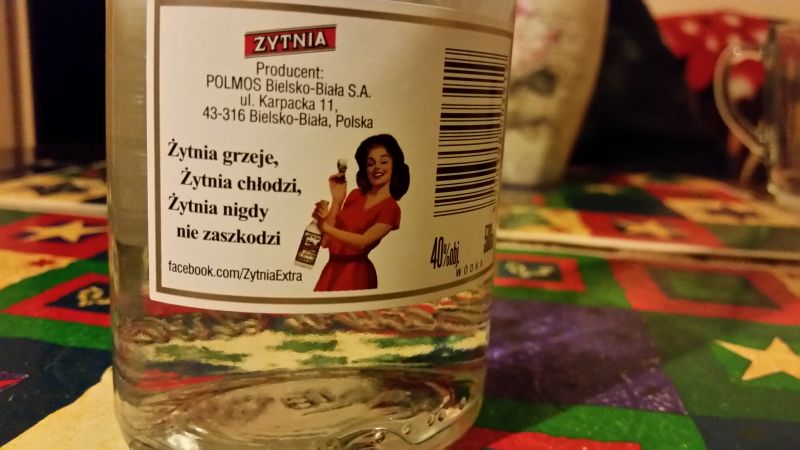 ŻYTNIA
Producent:
POLMOS Bielsko-Biała S.A.
ul. Karpacka 11,
43-316 Bielsko-Biała, Polska
Żytnia grzeje,
Żytnia chłodzi,
Żytnia nigdy
nie zaszkodzi
facebook.com/ZytniaExtra
40%obj.
WÓDKA